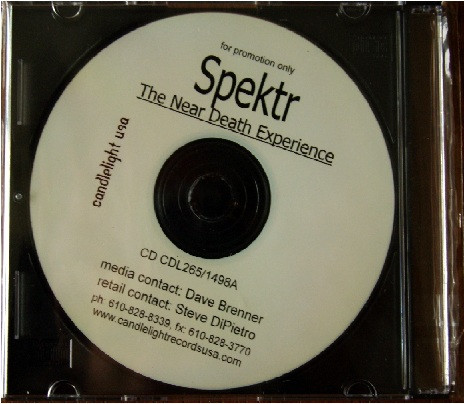 for promotion only
Spektr
The Near Death Experience
candlelight usa
CD CDL265/1498A
media contact: Dave Brenner
retail contact: Steve DiPietro
ph: 610-828-8339, fx: 610-828-3770
www.candlelightrecordsusa.com